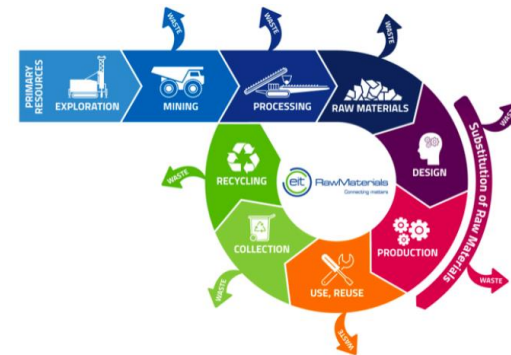 PRIMARY
RESOURCES
EXPLORATION
MINING
PROCESSING
RAW MATERIALS
DESIGN
PRODUCTION
USE, REUSE
COLLECTION
RECYCLING
Substitution of Raw Materials
eit RawMaterials
Connecting matters
WASTE
WASTE
WASTE
WASTE
WASTE
WASTE
WASTE
WASTE